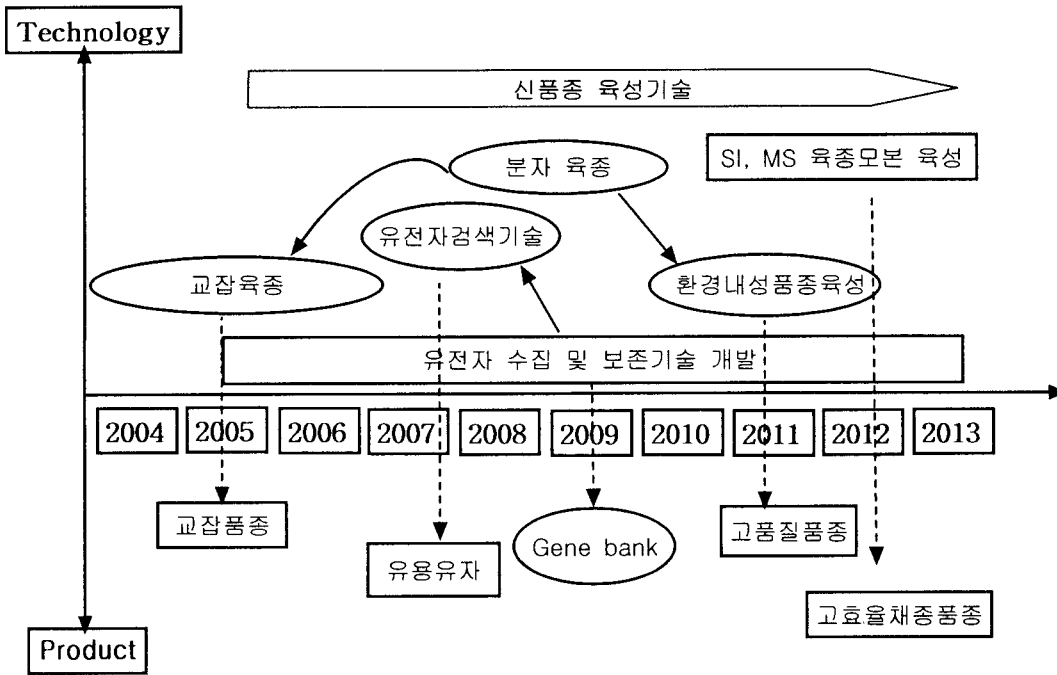 Technology
신품종 육성기술
분자 육종
SI, MS 육종모본 육성
유전자검색기술
교잡육종
환경내성품종육성
유전자 수집 및 보존기술 개발
2004 2005 2006 2007 2008 2009 2010 2011 2012 2013
교잡품종
유용유자
Gene bank
고품질품종
고효율채종품종
Product